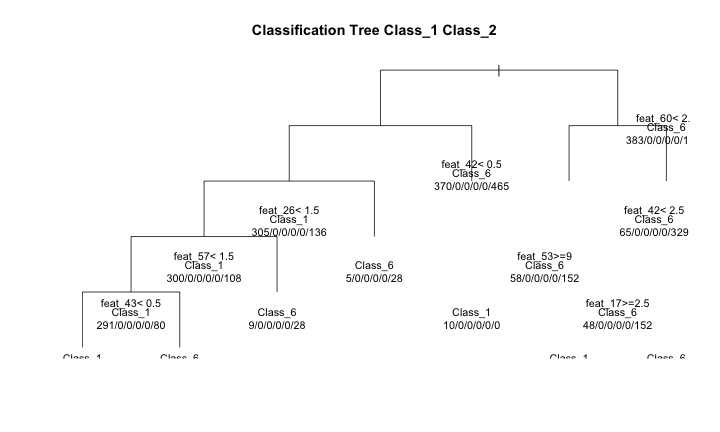 Classification Tree Class_1 Class_2
feat_60< 2.
Class_6
383/0/0/0/0/1
feat_42< 0.5
Class_6
370/0/0/0/0/465
feat_26< 1.5
Class_1
305/0/0/0/0/136
feat_42< 2.5
Class_6
65/0/0/0/0/329
feat_57< 1.5
Class_1
300/0/0/0/0/108
Class_6
5/0/0/0/0/28
feat_53>=9
Class_6
58/0/0/0/0/152
feat_43< 0.5
Class_1
291/0/0/0/0/80
Class_6
9/0/0/0/0/28
Class_1
10/0/0/0/0/0
feat_17>=2.5
Class_6
48/0/0/0/0/152
Class_1
Class_6
Class_1
Class_6